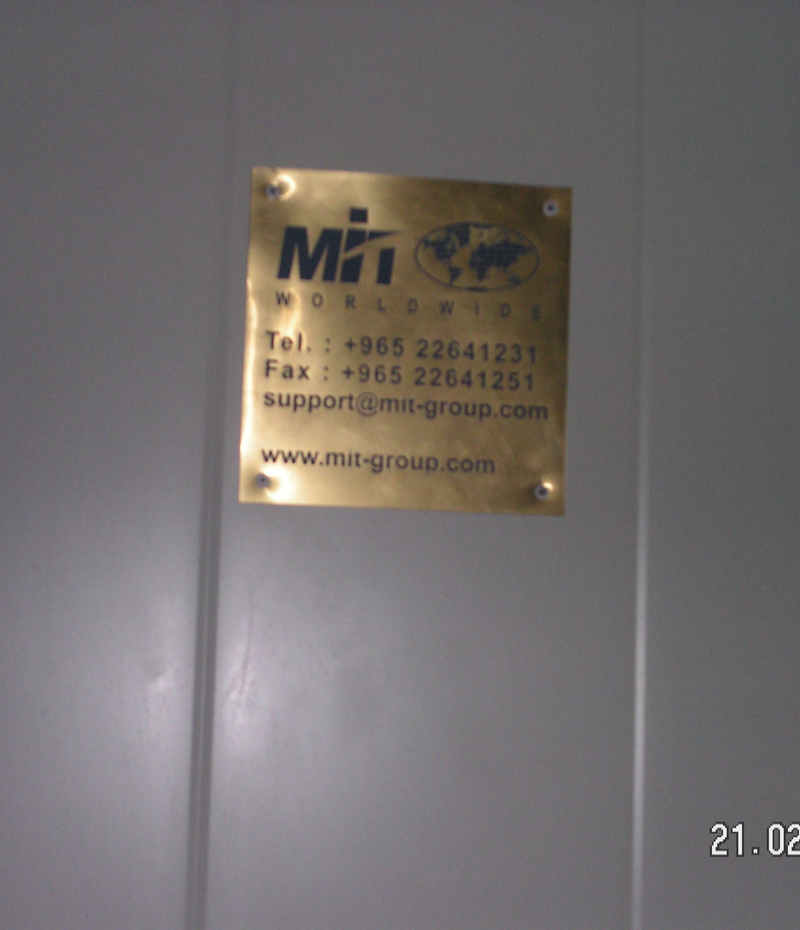 MiT
WORLDWIDE
Tel. : +965 22641231
Fax : +965 22641251
support@mit-group.com
www.mit-group.com
21.02